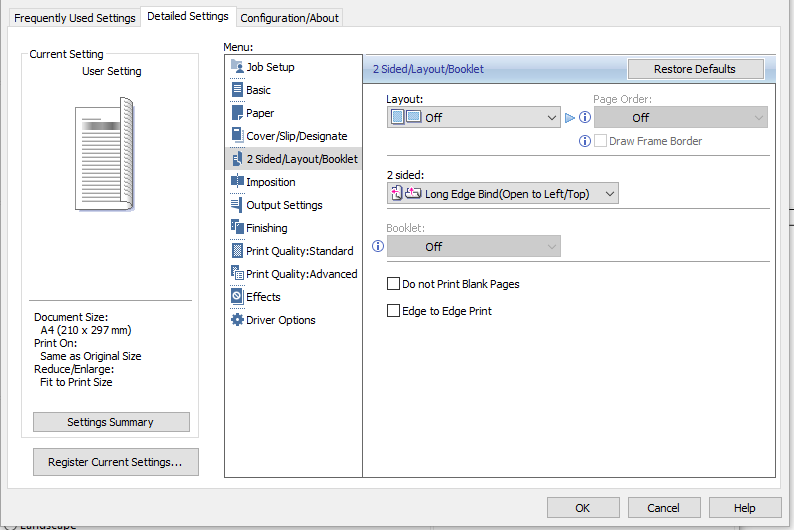 Frequently Used Settings
Detailed Settings
Configuration/About
Current Setting
User Setting
Document Size:
A4 (210 x 297 mm)
Print On:
Same as Original Size
Reduce/Enlarge:
Fit to Print Size
Settings Summary
Register Current Settings...
Menu:
Job Setup
Basic
Paper
Cover/Slip/Designate
2 Sided/Layout/Booklet
Imposition
Output Settings
Finishing
Print Quality:Standard
Print Quality:Advanced
Effects
Driver Options
2 Sided/Layout/Booklet
Restore Defaults
Layout:
Off
Page Order:
Off
Draw Frame Border
2 sided:
Long Edge Bind(Open to Left/Top)
Booklet:
Off
Do not Print Blank Pages
Edge to Edge Print
OK
Cancel
Help
Landscape